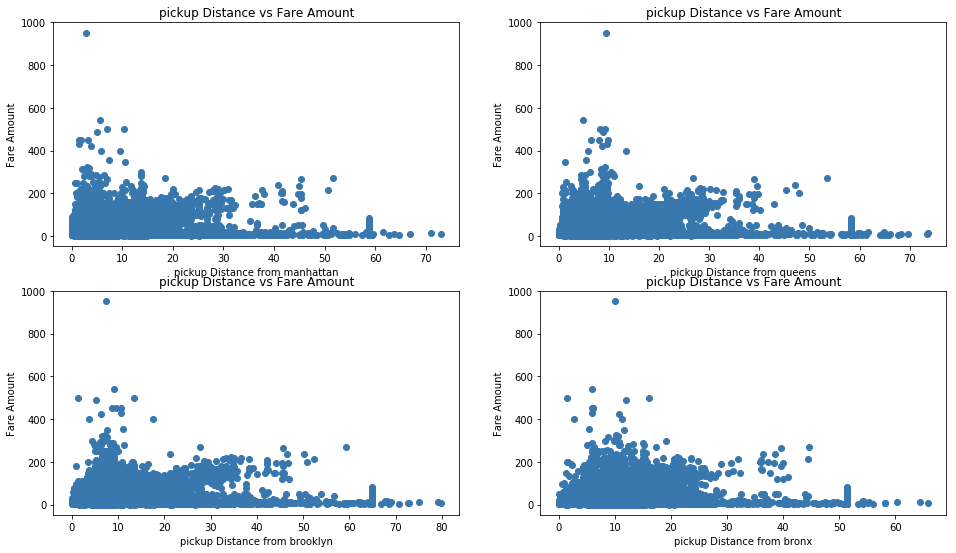 pickup Distance vs Fare Amount
pickup Distance vs Fare Amount
1000
800
600
400
200
0
Fare Amount
0 10 20 30 40 50 60 70
pickup Distance from manhattan
1000
800
600
400
200
0
Fare Amount
0 10 20 30 40 50 60 70
pickup Distance from queens
pickup Distance vs Fare Amount
pickup Distance vs Fare Amount
1000
800
600
400
200
0
Fare Amount
0 10 20 30 40 50 60 70 80
pickup Distance from brooklyn
1000
800
600
400
200
0
Fare Amount
0 10 20 30 40 50 60
pickup Distance from bronx